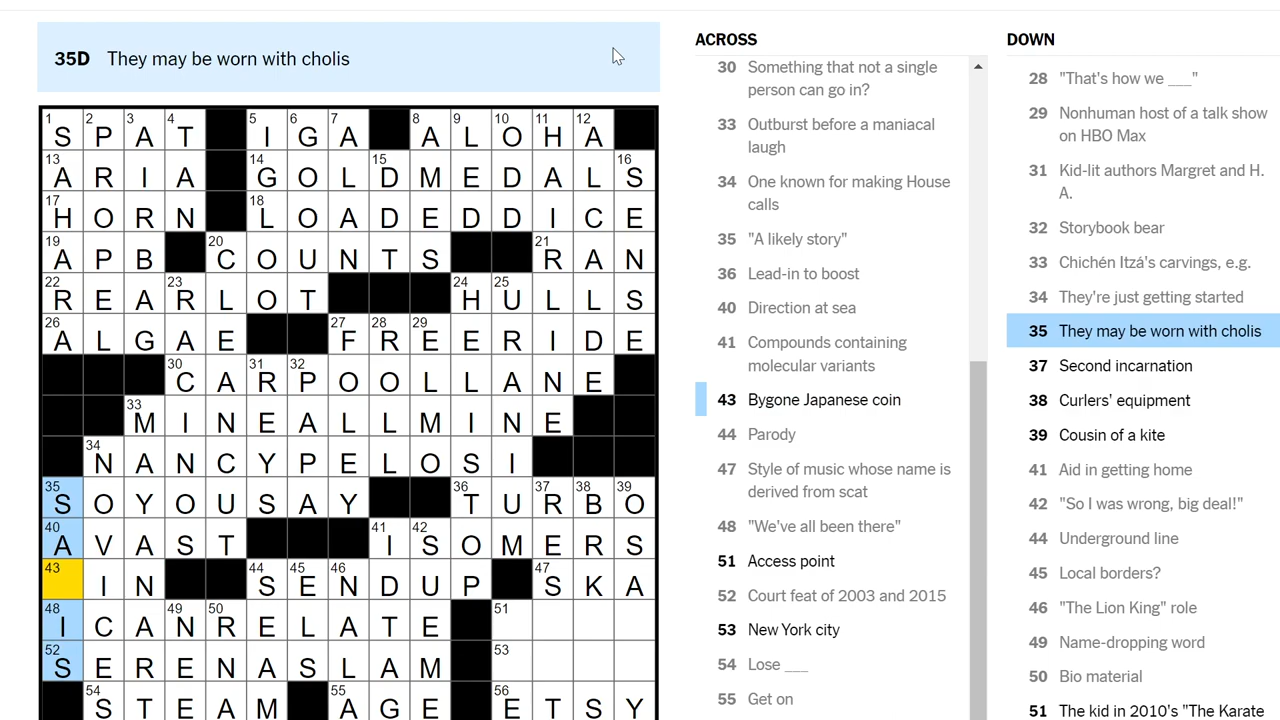 35D They may be worn with cholis
1 S 2 P 3 A 4 T 5 I 6 G 7 A 8 A 9 L 10 O 11 H 12 A
13 A R I A 14 G O L 15 D M E D A L 16 S
17 H O R N 18 L O A D E D D I C E
19 A P B 20 C O U N T S 21 R A N
22 R E A 23 R L O T 24 H 25 U L L S
26 A L G A E 27 F 28 R 29 E E R I D E
30 C A 31 R 32 P O O L L A N E
33 M I N E A L L M I N E
34 N A N C Y P E L O S I
35 S O Y O U S A Y 36 T U 37 R 38 B 39 O
40 A V A S T 41 I 42 S O M E R S
43 I N 44 S 45 E 46 N D U P 47 S K A
48 I C A 49 N 50 R E L A T E 51
52 S E R E N A S L A M 53
54 S T E A M 55 A G E 56 E T S Y
ACROSS
30 Something that not a single
person can go in?
33 Outburst before a maniacal
laugh
34 One known for making House
calls
35 "A likely story"
36 Lead-in to boost
40 Direction at sea
41 Compounds containing
molecular variants
43 Bygone Japanese coin
44 Parody
47 Style of music whose name is
derived from scat
48 "We've all been there"
51 Access point
52 Court feat of 2003 and 2015
53 New York city
54 Lose ___
55 Get on
DOWN
28 "That's how we ___"
29 Nonhuman host of a talk show
on HBO Max
31 Kid-lit authors Margret and H.
A.
32 Storybook bear
33 Chichén Itzá's carvings, e.g.
34 They're just getting started
35 They may be worn with cholis
37 Second incarnation
38 Curlers' equipment
39 Cousin of a kite
41 Aid in getting home
42 "So I was wrong, big deal!"
44 Underground line
45 Local borders?
46 "The Lion King" role
49 Name-dropping word
50 Bio material
51 The kid in 2010's "The Karate